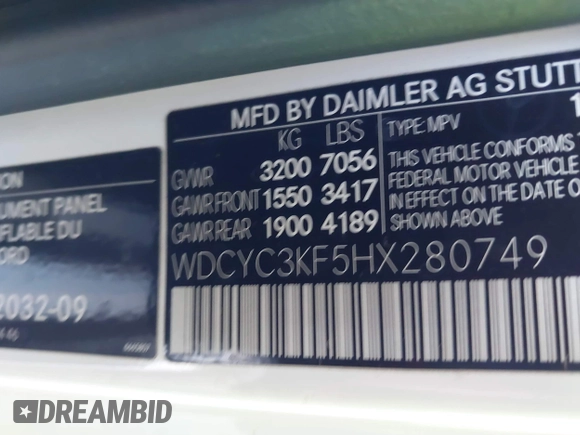 MFD BY DAIMLER AG STUTT
KG LBS
GVWR 3200 7056
GAWR FRONT 1550 3417
GAWR REAR 1900 4189
TYPE: MPV
THIS VEHICLE CONFORMS
FEDERAL MOTOR VEHICLE
IN EFFECT ON THE DATE O
SHOWN ABOVE
WDCYC3KF5HX280749
ION
UMENT PANEL
FLABLE DU
ORD
2032-09
DREAMBID